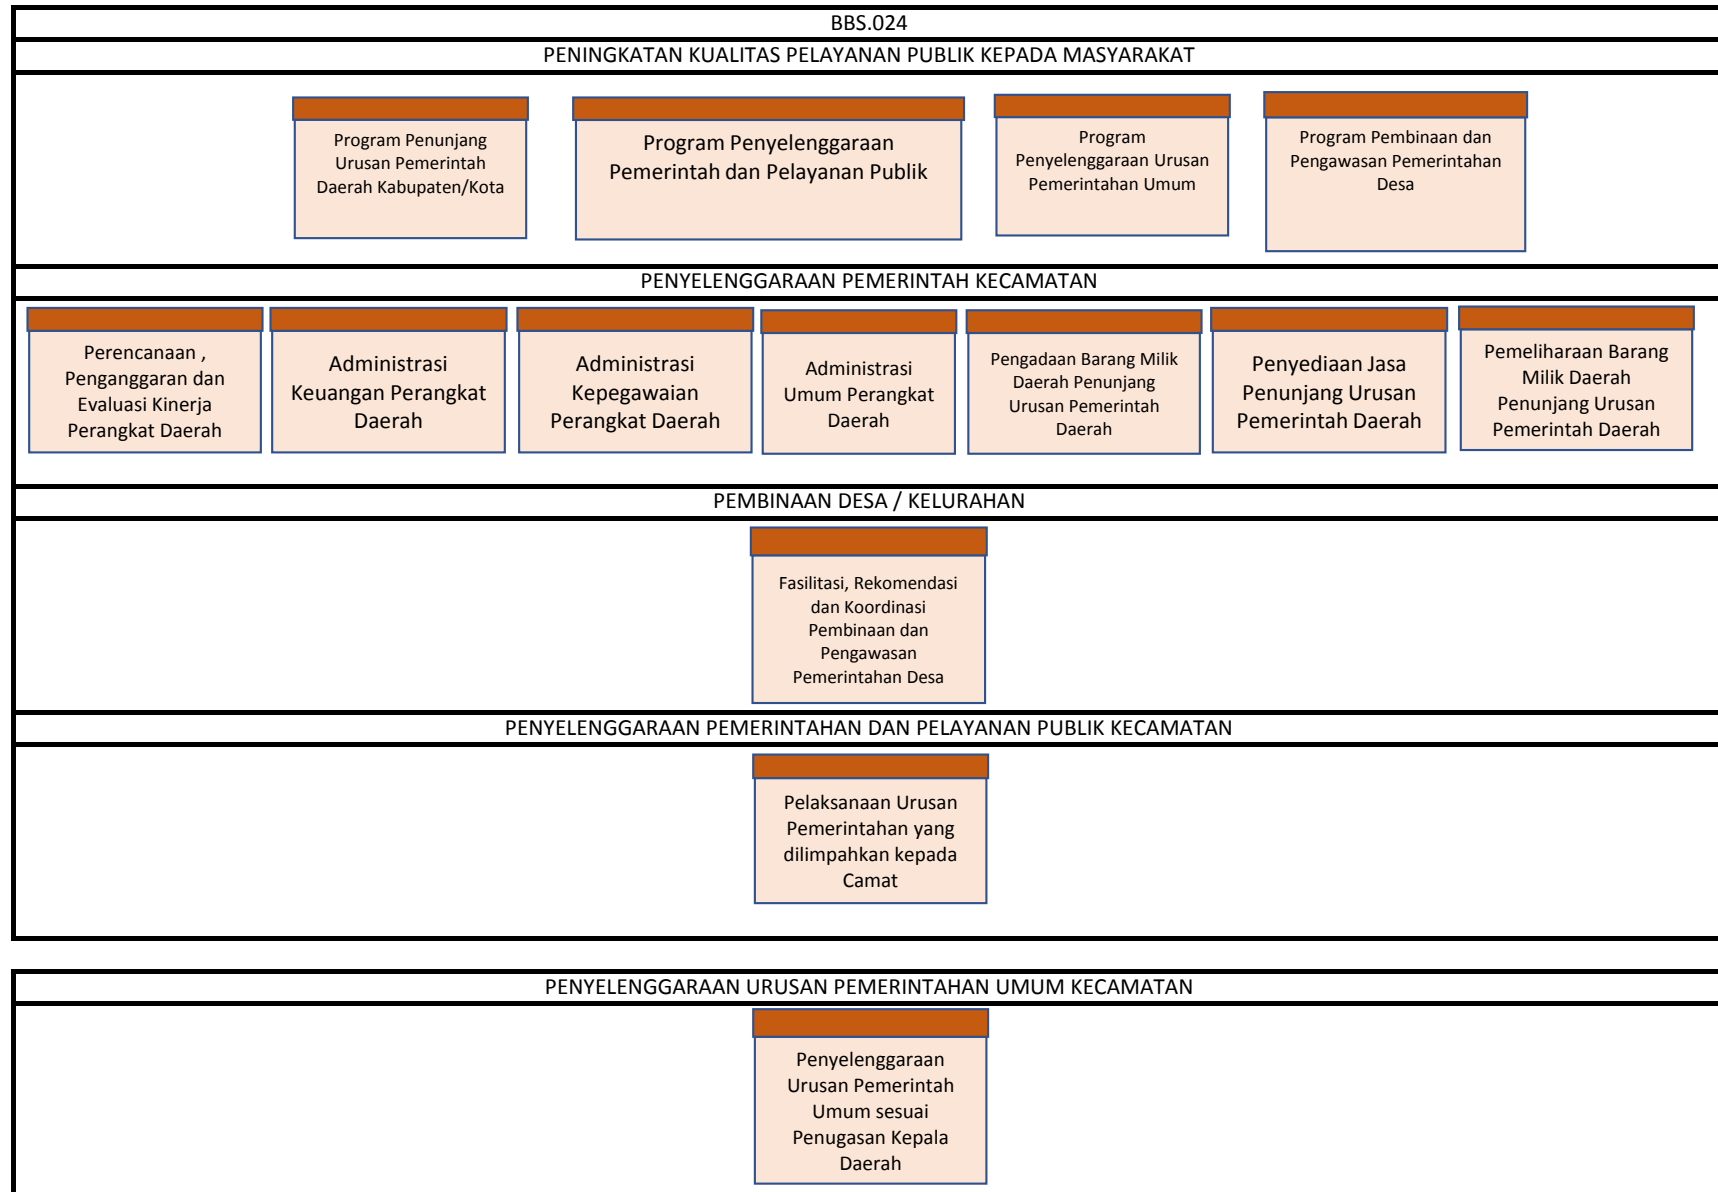 BBS.024
PENINGKATAN KUALITAS PELAYANAN PUBLIK KEPADA MASYARAKAT
Program Penunjang
Urusan Pemerintah
Daerah Kabupaten/Kota
Program Penyelenggaraan
Pemerintah dan Pelayanan Publik
Program
Penyelenggaraan Urusan
Pemerintahan Umum
Program Pembinaan dan
Pengawasan Pemerintahan
Desa
PENYELENGGARAAN PEMERINTAH KECAMATAN
Perencanaan ,
Penganggaran dan
Evaluasi Kinerja
Perangkat Daerah
Administrasi
Keuangan Perangkat
Daerah
Administrasi
Kepegawaian
Perangkat Daerah
Administrasi
Umum Perangkat
Daerah
Pengadaan Barang Milik
Daerah Penunjang
Urusan Pemerintah
Daerah
Penyediaan Jasa
Penunjang Urusan
Pemerintah Daerah
Pemeliharaan Barang
Milik Daerah
Penunjang Urusan
Pemerintah Daerah
PEMBINAAN DESA / KELURAHAN
Fasilitasi, Rekomendasi
dan Koordinasi
Pembinaan dan
Pengawasan
Pemerintahan Desa
PENYELENGGARAAN PEMERINTAHAN DAN PELAYANAN PUBLIK KECAMATAN
Pelaksanaan Urusan
Pemerintahan yang
dilimpahkan kepada
Camat
PENYELENGGARAAN URUSAN PEMERINTAHAN UMUM KECAMATAN
Penyelenggaraan
Urusan Pemerintah
Umum sesuai
Penugasan Kepala
Daerah